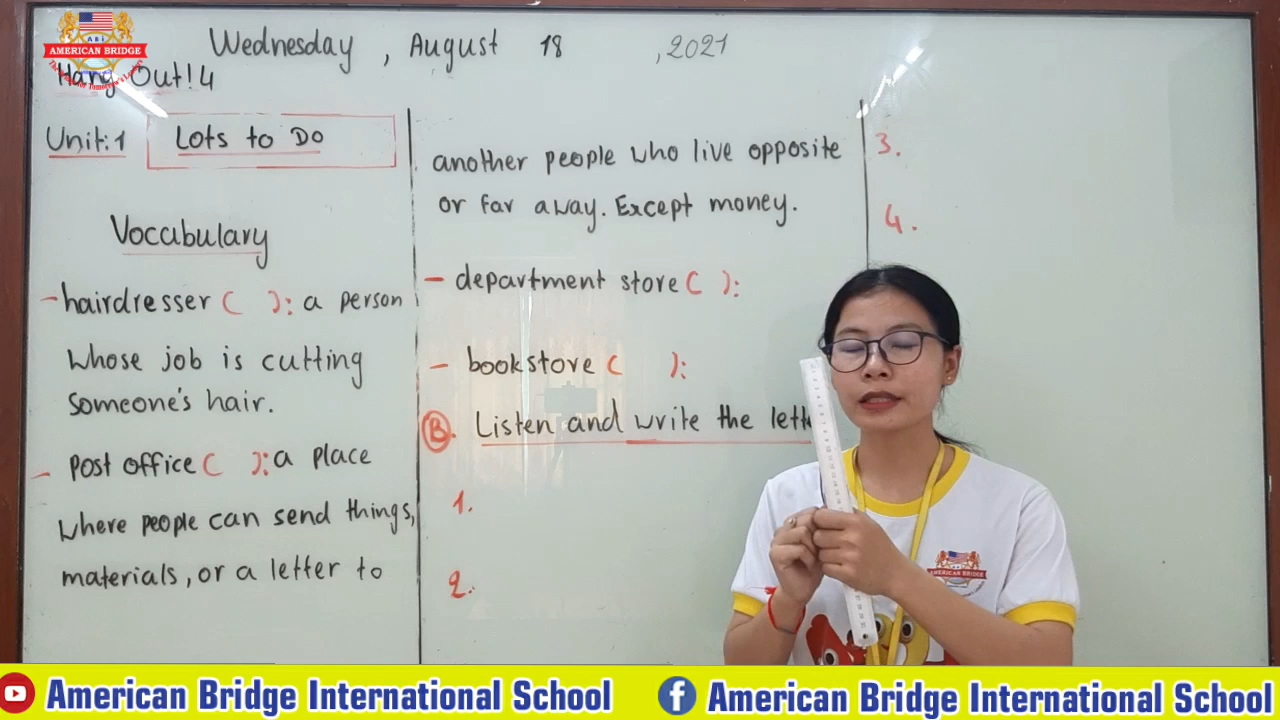 Wednesday, August 18, 2021
ABi
AMERICAN BRIDGE
Hang Out! 4
Unit:1 Lots to Do
Vocabulary
- hairdresser ( ): a person
whose job is cutting
someone's hair.
- post office ( ): a place
where people can send things,
materials, or a letter to
another people who live opposite
or far away. Except money.
- department store ( ):
- bookstore ( ):
B. Listen and write the lett
1.
2.
3.
4.
AMERICAN BRIDGE
American Bridge International School
f American Bridge International School